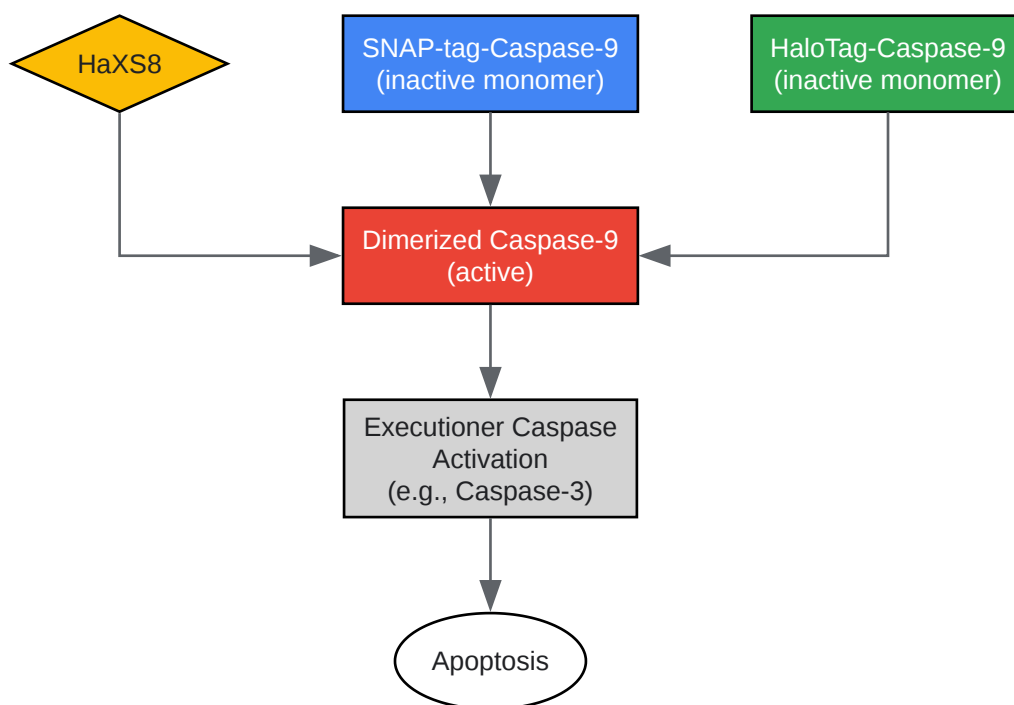 HaXS8
SNAP-tag-Caspase-9
(inactive monomer)
HaloTag-Caspase-9
(inactive monomer)
Dimerized Caspase-9
(active)
Executioner Caspase
Activation
(e.g., Caspase-3)
Apoptosis